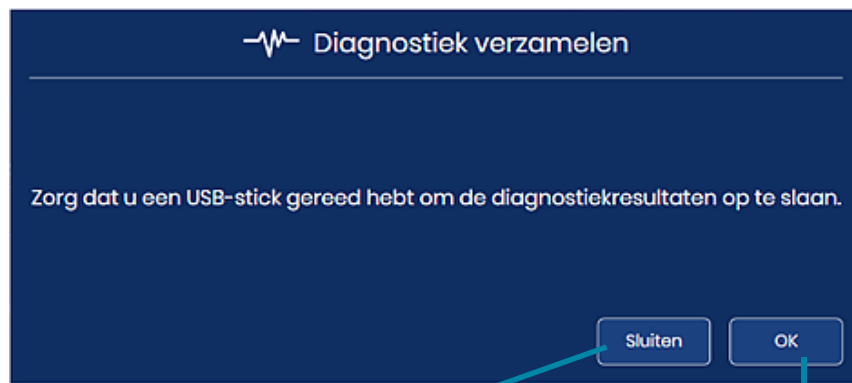 Diagnostiek verzamelen
Zorg dat u een USB-stick gereed hebt om de diagnostiekresultaten op te slaan.
Sluiten OK